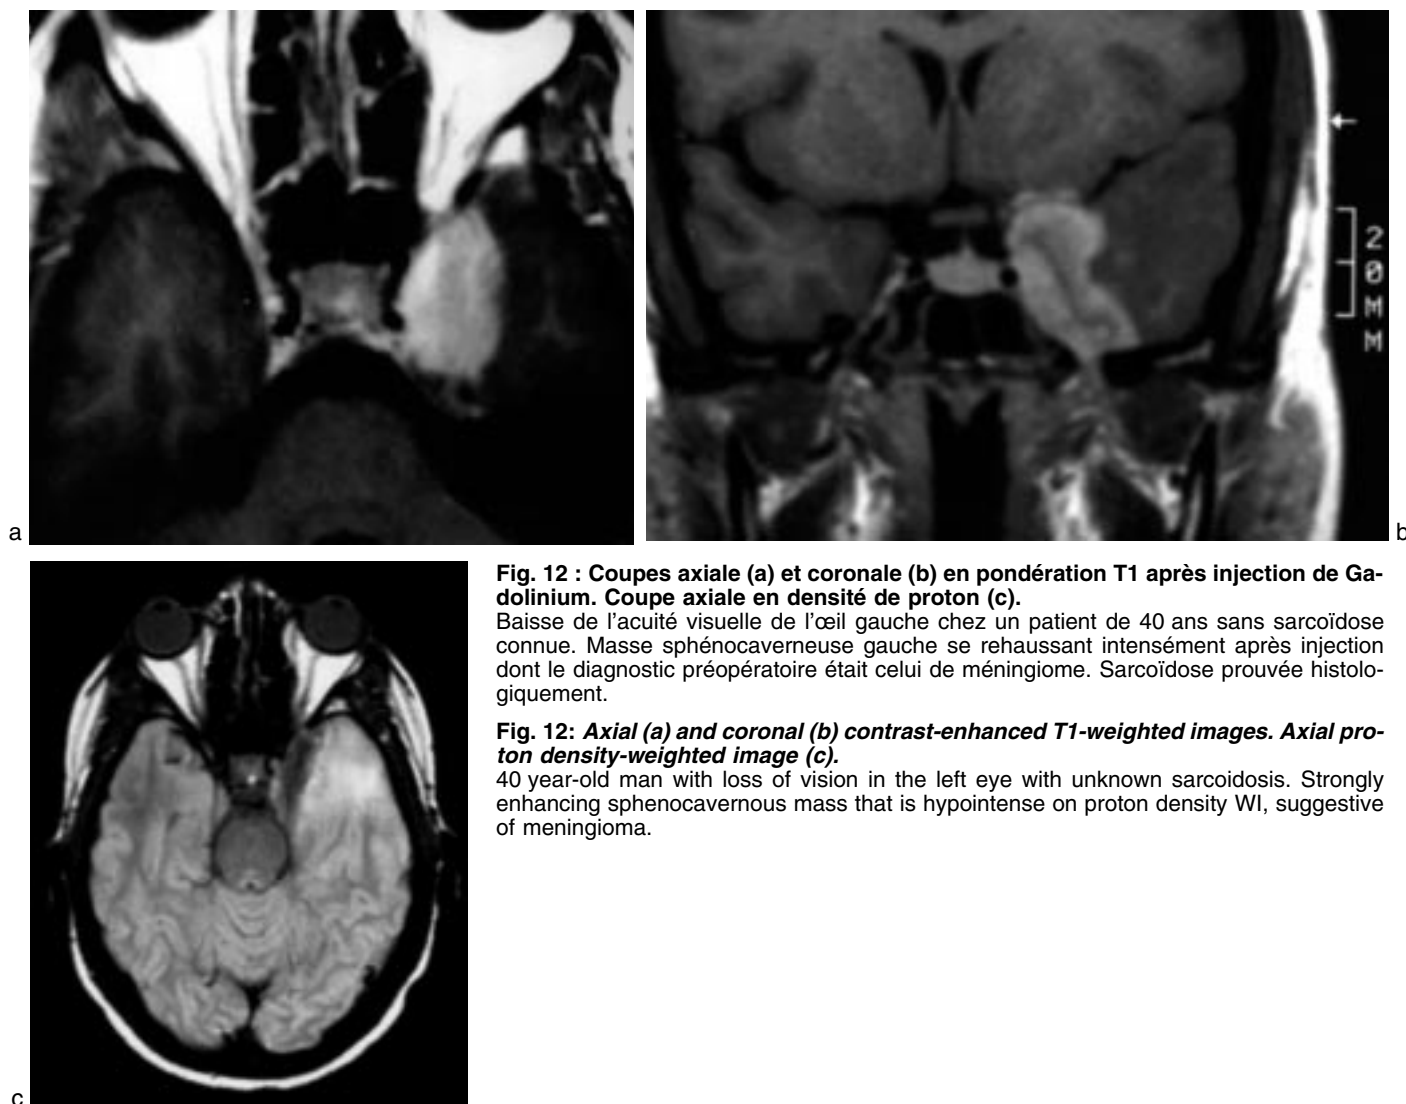 20MM
a
b
Fig. 12 : Coupes axiale (a) et coronale (b) en pondération T1 après injection de Ga-
dolinium. Coupe axiale en densité de proton (c).
Baisse de l’acuité visuelle de l’œil gauche chez un patient de 40 ans sans sarcoïdose
connue. Masse sphénocaverneuse gauche se rehaussant intensément après injection
dont le diagnostic préopératoire était celui de méningiome. Sarcoïdose prouvée histolo-
giquement.
Fig. 12: Axial (a) and coronal (b) contrast-enhanced T1-weighted images. Axial pro-
ton density-weighted image (c).
40 year-old man with loss of vision in the left eye with unknown sarcoidosis. Strongly
enhancing sphenocavernous mass that is hypointense on proton density WI, suggestive
of meningioma.
c